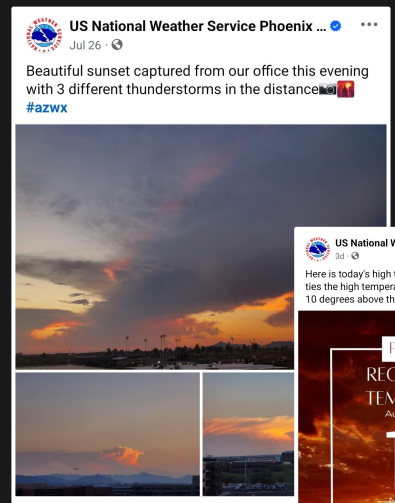 US National Weather Service Phoenix ...
Jul 26 ·
Beautiful sunset captured from our office this evening
with 3 different thunderstorms in the distance📷🌇
#azwx
US National W
3d ·
Here is today's high t
ties the high tempera
10 degrees above th
REC
TEM
Au